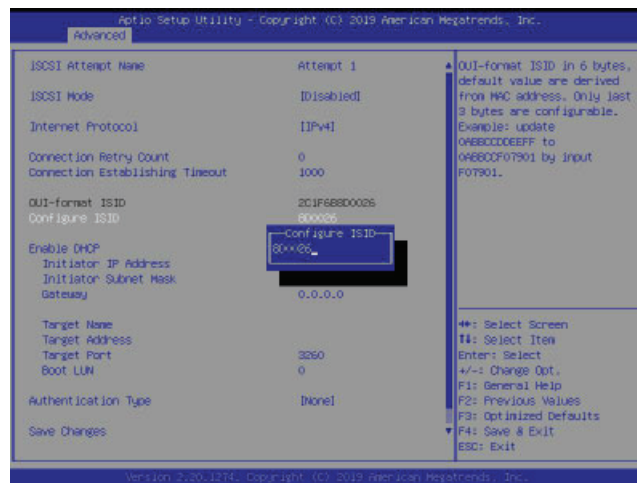 Aptio Setup Utility - Copyright (C) 2019 American Megatrends, Inc.
Advanced
iSCSI Attempt Name Attempt 1
iSCSI Mode [Disabled]
Internet Protocol [IPv4]
Connection Retry Count 0
Connection Establishing Timeout 1000
OUI-format ISID 2C1F6B8D0026
Configure ISID 8D0026
Enable DHCP
Initiator IP Address
Initiator Subnet Mask
Gateway 0.0.0.0
Target Name
Target Address
Target Port 3260
Boot LUN 0
Authentication Type [None]
Save Changes
Configure ISID
OUI-format ISID in 6 bytes,
default value are derived
from MAC address. Only last
3 bytes are configurable.
Example: update
0ABBCCDDEEFF to
0ABBCCF07901 by input
F07901.
: Select Screen
: Select Item
Enter: Select
+/-: Change Opt.
F1: General Help
F2: Previous Values
F3: Optimized Defaults
F4: Save & Exit
ESC: Exit
Version 2.20.1274. Copyright (C) 2019 American Megatrends, Inc.